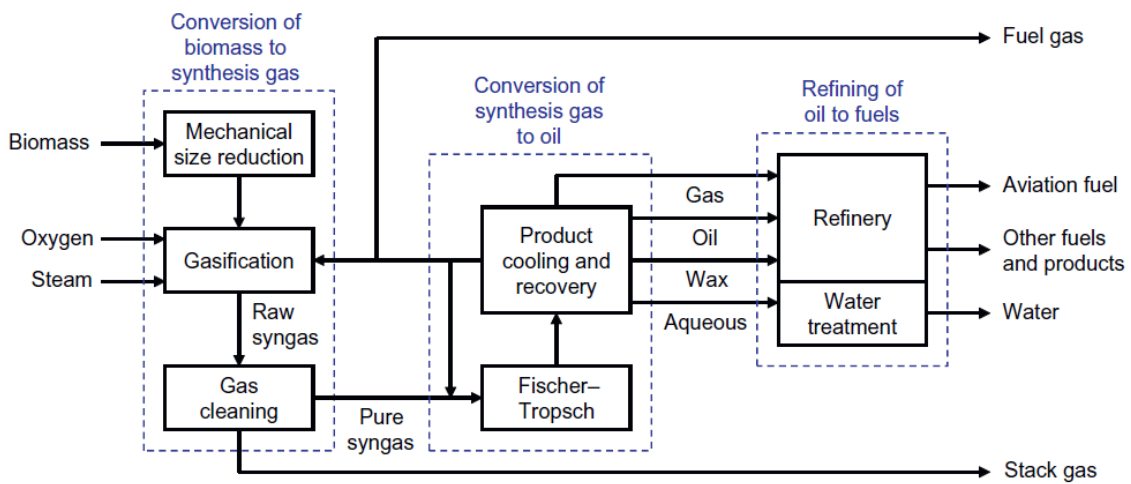 Conversion of
biomass to
synthesis gas
Fuel gas
Conversion of
synthesis gas
to oil
Refining of
oil to fuels
Biomass
Mechanical
size reduction
Gas
Aviation fuel
Refinery
Oxygen
Gasification
Product
cooling and
recovery
Oil
Other fuels
and products
Steam
Wax
Raw
syngas
Water
treatment
Water
Aqueous
Gas
cleaning
Fischer–
Tropsch
Pure
syngas
Stack gas